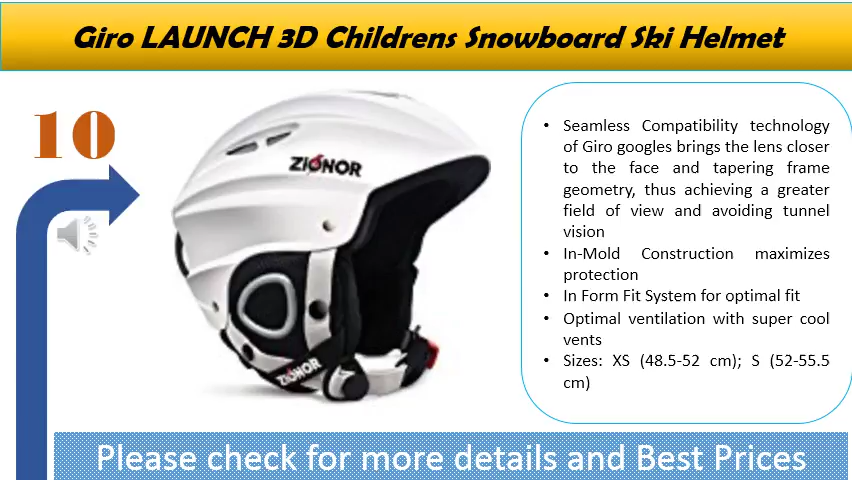 Giro LAUNCH 3D Childrens Snowboard Ski Helmet
10
ZIONOR
ZIONOR
• Seamless Compatibility technology
of Giro googles brings the lens closer
to the face and tapering frame
geometry, thus achieving a greater
field of view and avoiding tunnel
vision
• In-Mold Construction maximizes
protection
• In Form Fit System for optimal fit
• Optimal ventilation with super cool
vents
• Sizes: XS (48.5-52 cm); S (52-55.5
cm)
Please check for more details and Best Prices